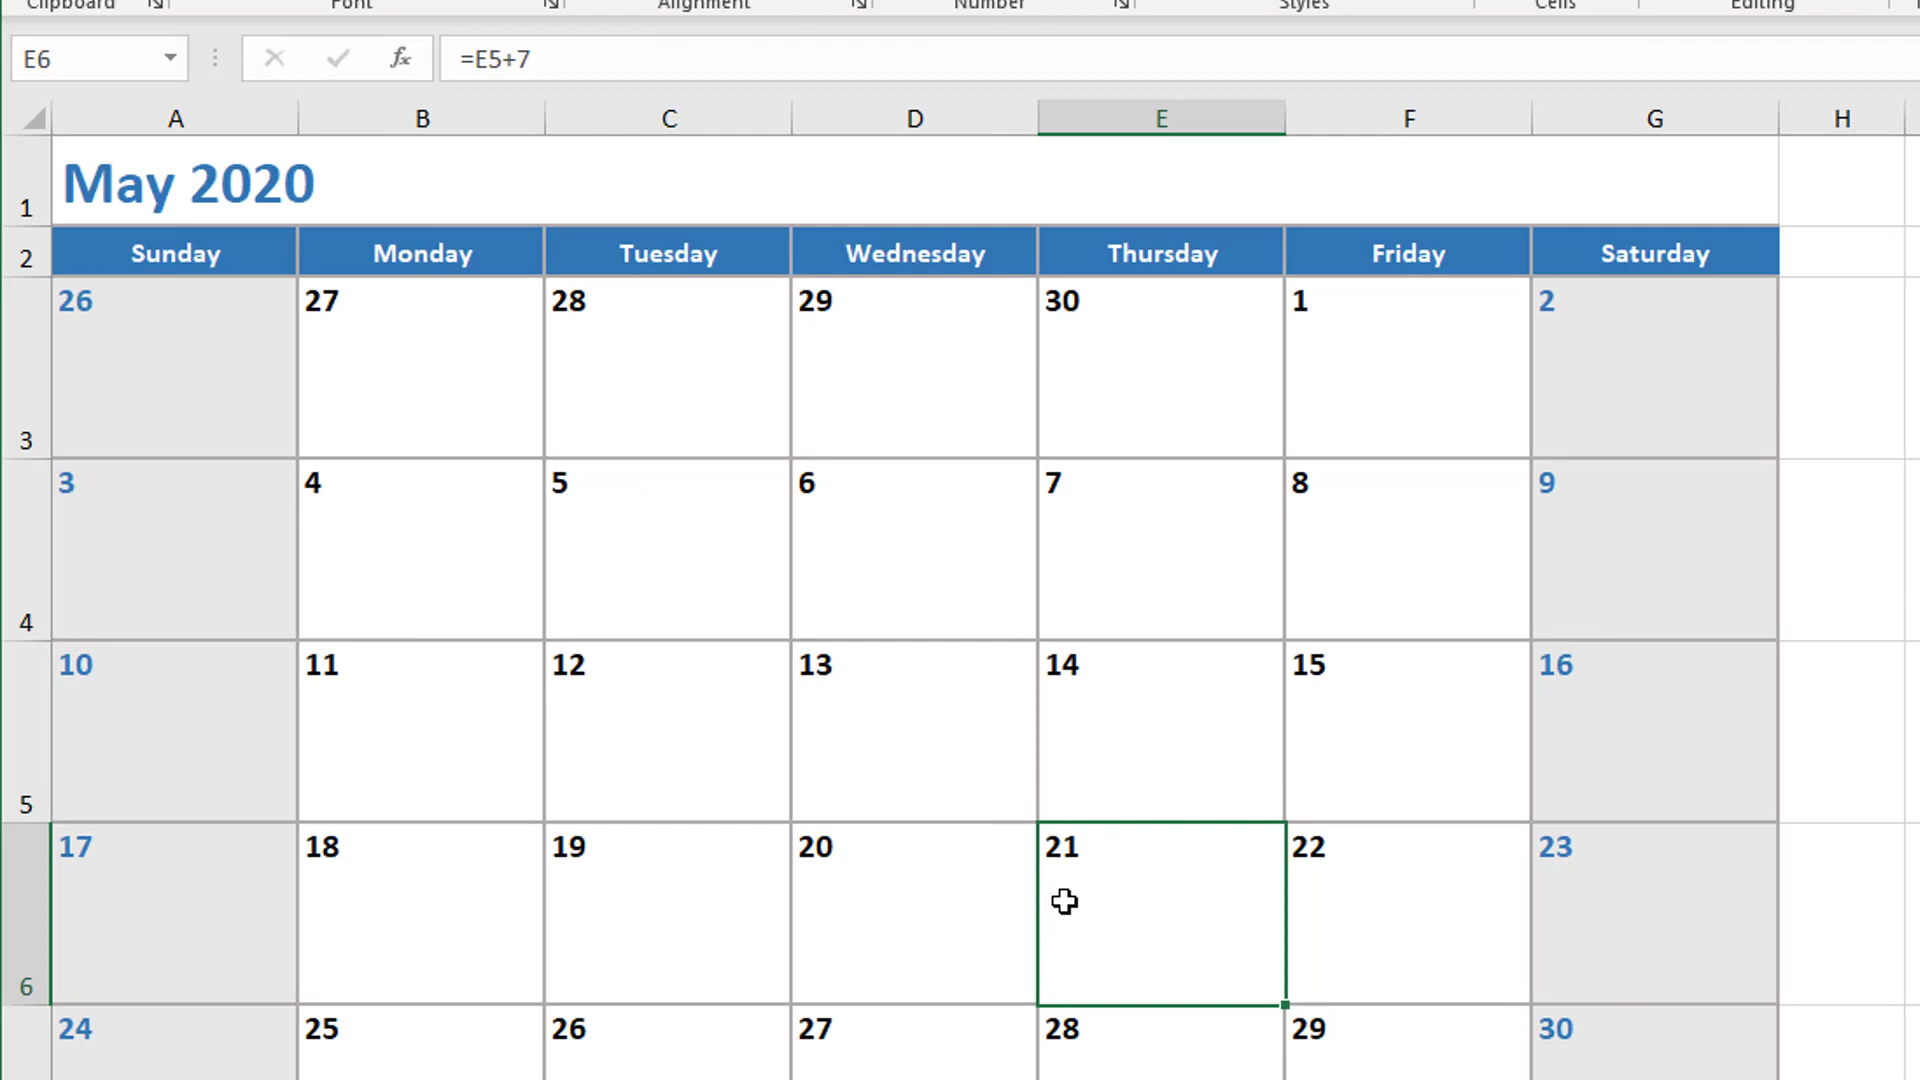 Clipboard Font Alignment Number Styles Cells Editing
E6 fx =E5+7
A B C D E F G H
1 May 2020
2 Sunday Monday Tuesday Wednesday Thursday Friday Saturday
26 27 28 29 30 1 2
3
3 4 5 6 7 8 9
4
10 11 12 13 14 15 16
5
17 18 19 20 21 22 23
6
24 25 26 27 28 29 30